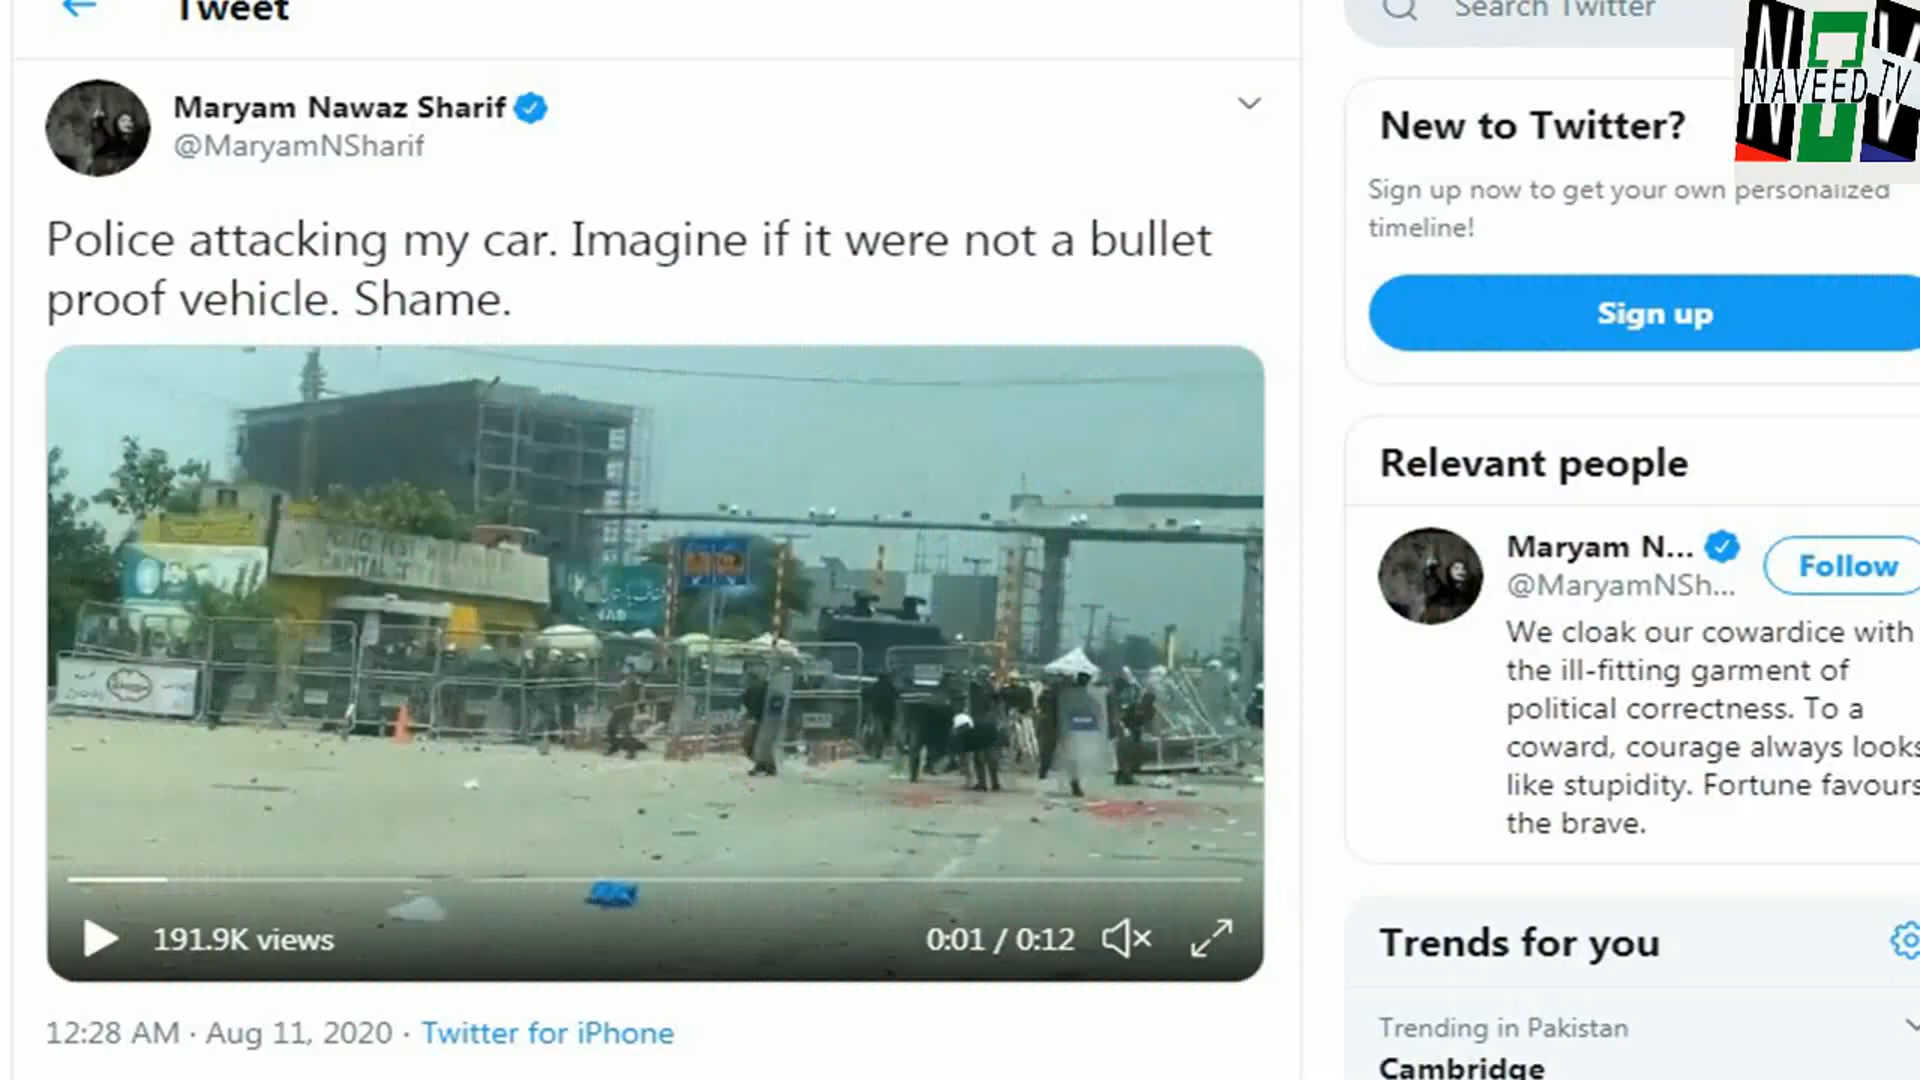 Tweet
Maryam Nawaz Sharif
@MaryamNSharif
Police attacking my car. Imagine if it were not a bullet
proof vehicle. Shame.
191.9K views
0:01 / 0:12
12:28 AM · Aug 11, 2020 · Twitter for iPhone
Search Twitter
NAVEED TV
New to Twitter?
Sign up now to get your own personalized
timeline!
Sign up
Relevant people
Maryam N...
@MaryamNSh...
Follow
We cloak our cowardice with
the ill-fitting garment of
political correctness. To a
coward, courage always looks
like stupidity. Fortune favours
the brave.
Trends for you
Trending in Pakistan
Cambridge